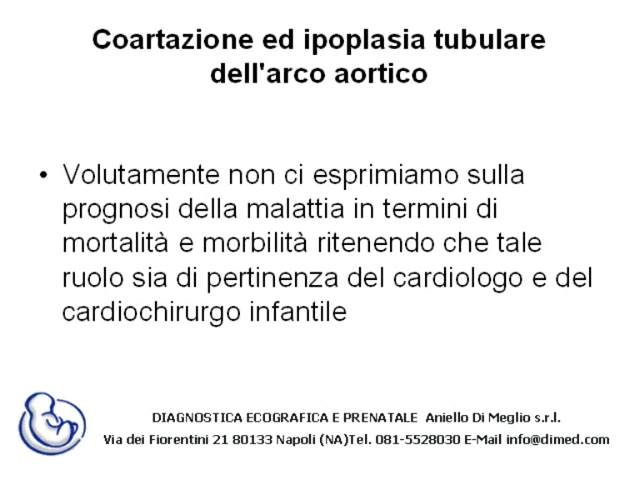 Coartazione ed ipoplasia tubulare
dell'arco aortico
• Volutamente non ci esprimiamo sulla
prognosi della malattia in termini di
mortalità e morbilità ritenendo che tale
ruolo sia di pertinenza del cardiologo e del
cardiochirurgo infantile
DIAGNOSTICA ECOGRAFICA E PRENATALE Aniello Di Meglio s.r.l.
Via dei Fiorentini 21 80133 Napoli (NA)Tel. 081-5528030 E-Mail info@dimed.com